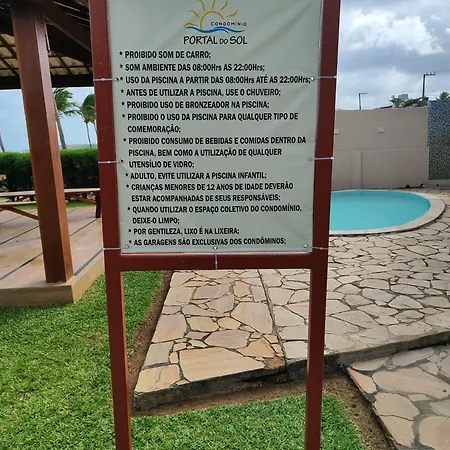 CONDOMÍNIO
PORTAL DO SOL
* PROIBIDO SOM DE CARRO;
* SOM AMBIENTE DAS 08:00Hrs AS 22:00Hrs;
* USO DA PISCINA A PARTIR DAS 08:00Hrs ATÉ AS 22:00Hrs;
* ANTES DE UTILIZAR A PISCINA, USE O CHUVEIRO;
* PROIBIDO USO DE BRONZEADOR NA PISCINA;
* PROIBIDO O USO DA PISCINA PARA QUALQUER TIPO DE
COMEMORAÇÃO;
* PROIBIDO CONSUMO DE BEBIDAS E COMIDAS DENTRO DA
PISCINA, BEM COMO A UTILIZAÇÃO DE QUALQUER
UTENSÍLIO DE VIDRO;
* ADULTO, EVITE UTILIZAR A PISCINA INFANTIL;
* CRIANÇAS MENORES DE 12 ANOS DE IDADE DEVERÃO
ESTAR ACOMPANHADAS DE SEUS RESPONSÁVEIS;
* QUANDO UTILIZAR O ESPAÇO COLETIVO DO CONDOMÍNIO,
DEIXE-O LIMPO;
* POR GENTILEZA, LIXO É NA LIXEIRA;
* AS GARAGENS SÃO EXCLUSIVAS DOS CONDÔMINOS;